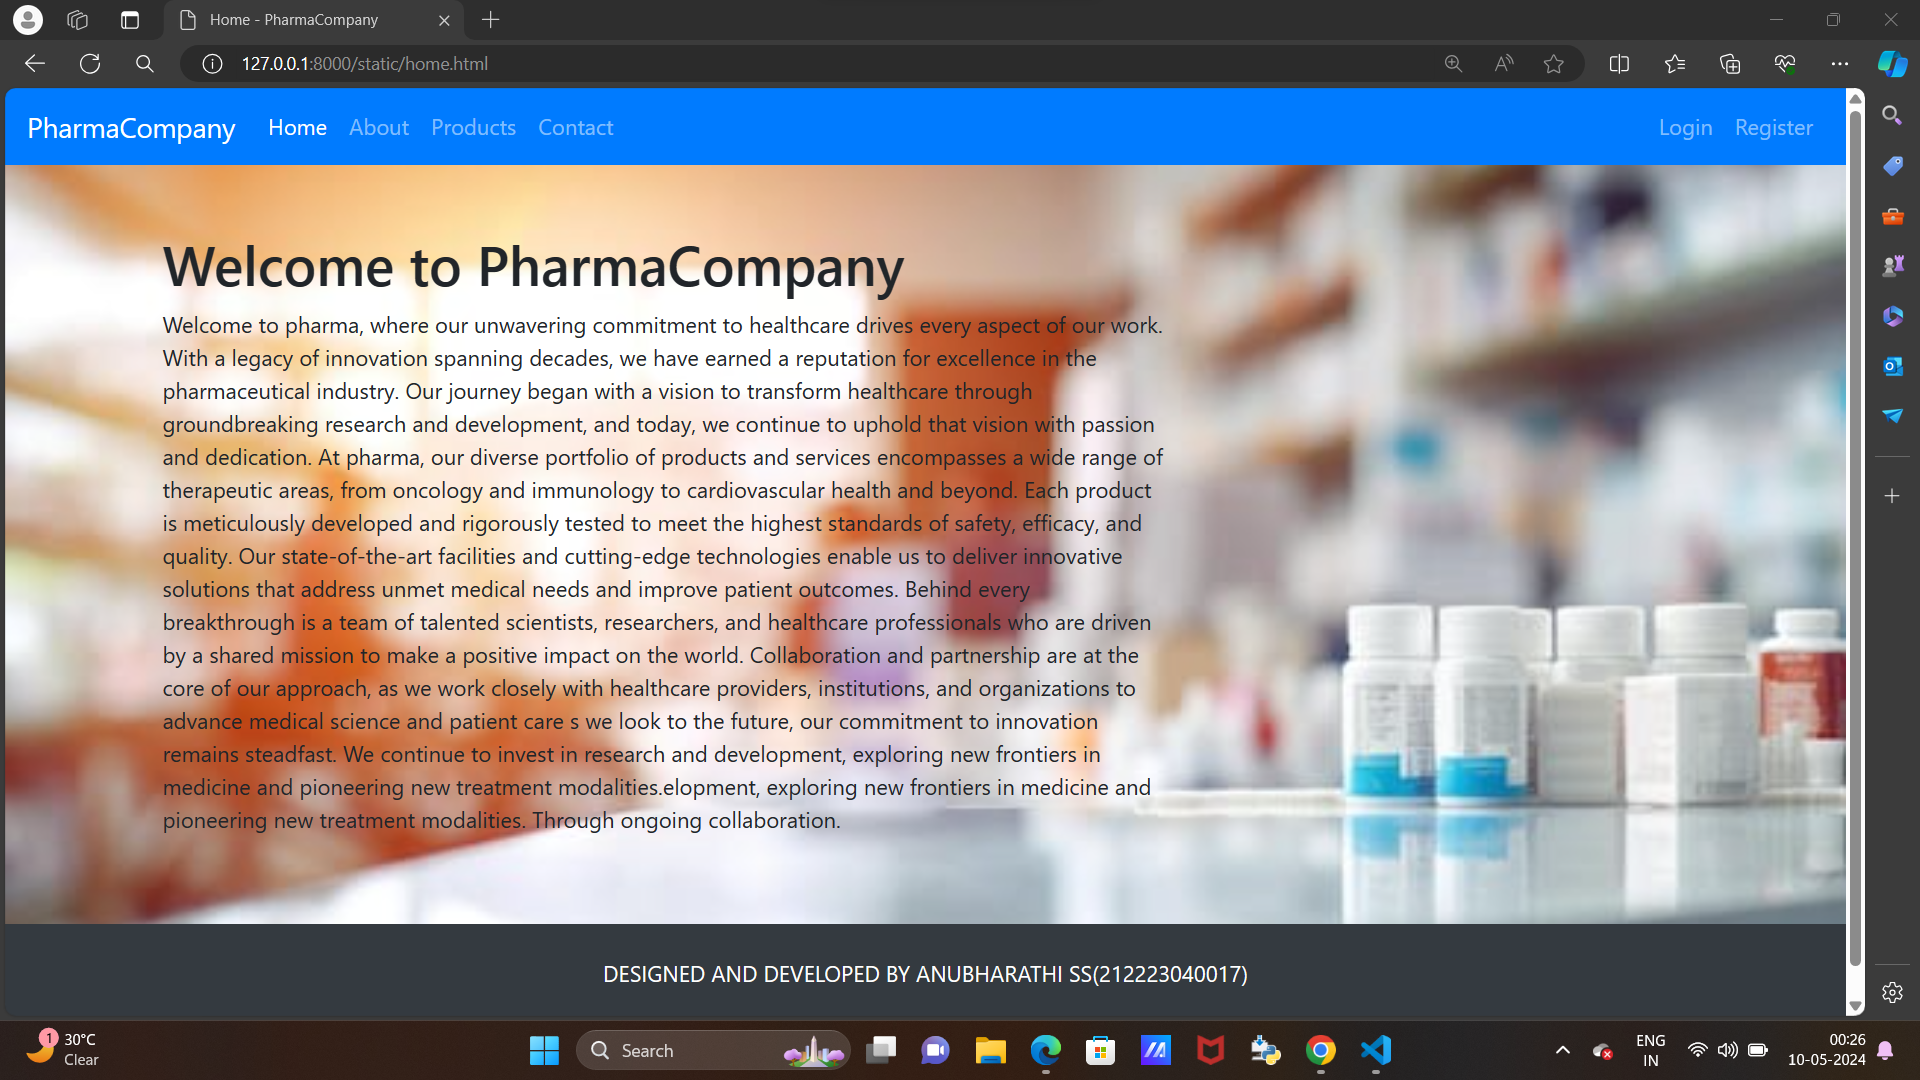 Home - PharmaCompany
127.0.0.1:8000/static/home.html
PharmaCompany Home About Products Contact Login Register
Welcome to PharmaCompany
Welcome to pharma, where our unwavering commitment to healthcare drives every aspect of our work.
With a legacy of innovation spanning decades, we have earned a reputation for excellence in the
pharmaceutical industry. Our journey began with a vision to transform healthcare through
groundbreaking research and development, and today, we continue to uphold that vision with passion
and dedication. At pharma, our diverse portfolio of products and services encompasses a wide range of
therapeutic areas, from oncology and immunology to cardiovascular health and beyond. Each product
is meticulously developed and rigorously tested to meet the highest standards of safety, efficacy, and
quality. Our state-of-the-art facilities and cutting-edge technologies enable us to deliver innovative
solutions that address unmet medical needs and improve patient outcomes. Behind every
breakthrough is a team of talented scientists, researchers, and healthcare professionals who are driven
by a shared mission to make a positive impact on the world. Collaboration and partnership are at the
core of our approach, as we work closely with healthcare providers, institutions, and organizations to
advance medical science and patient care s we look to the future, our commitment to innovation
remains steadfast. We continue to invest in research and development, exploring new frontiers in
medicine and pioneering new treatment modalities.elopment, exploring new frontiers in medicine and
pioneering new treatment modalities. Through ongoing collaboration.
DESIGNED AND DEVELOPED BY ANUBHARATHI SS(212223040017)
1
30°C
Clear
Search
ENG
IN
00:26
10-05-2024